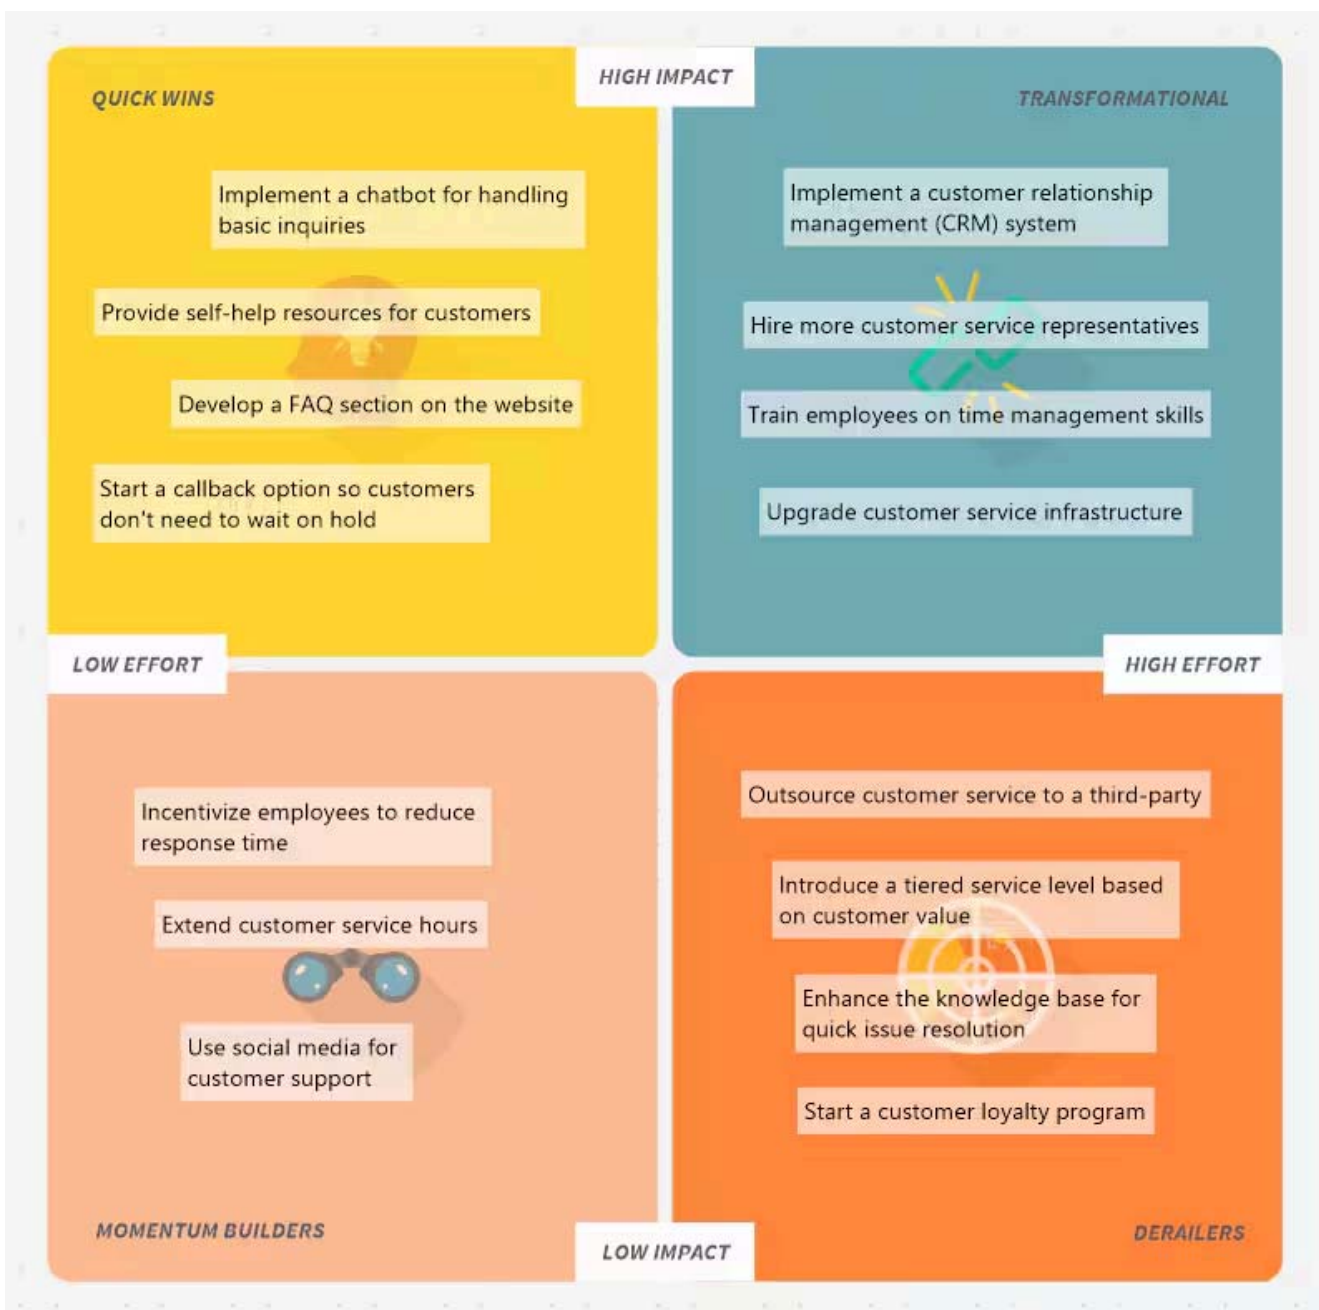 HIGH IMPACT
QUICK WINS
Implement a chatbot for handling
basic inquiries
Provide self-help resources for customers
Develop a FAQ section on the website
Start a callback option so customers
don't need to wait on hold
TRANSFORMATIONAL
Implement a customer relationship
management (CRM) system
Hire more customer service representatives
Train employees on time management skills
Upgrade customer service infrastructure
LOW EFFORT
HIGH EFFORT
Incentivize employees to reduce
response time
Extend customer service hours
Use social media for
customer support
MOMENTUM BUILDERS
Outsource customer service to a third-party
Introduce a tiered service level based
on customer value
Enhance the knowledge base for
quick issue resolution
Start a customer loyalty program
DERAILERS
LOW IMPACT